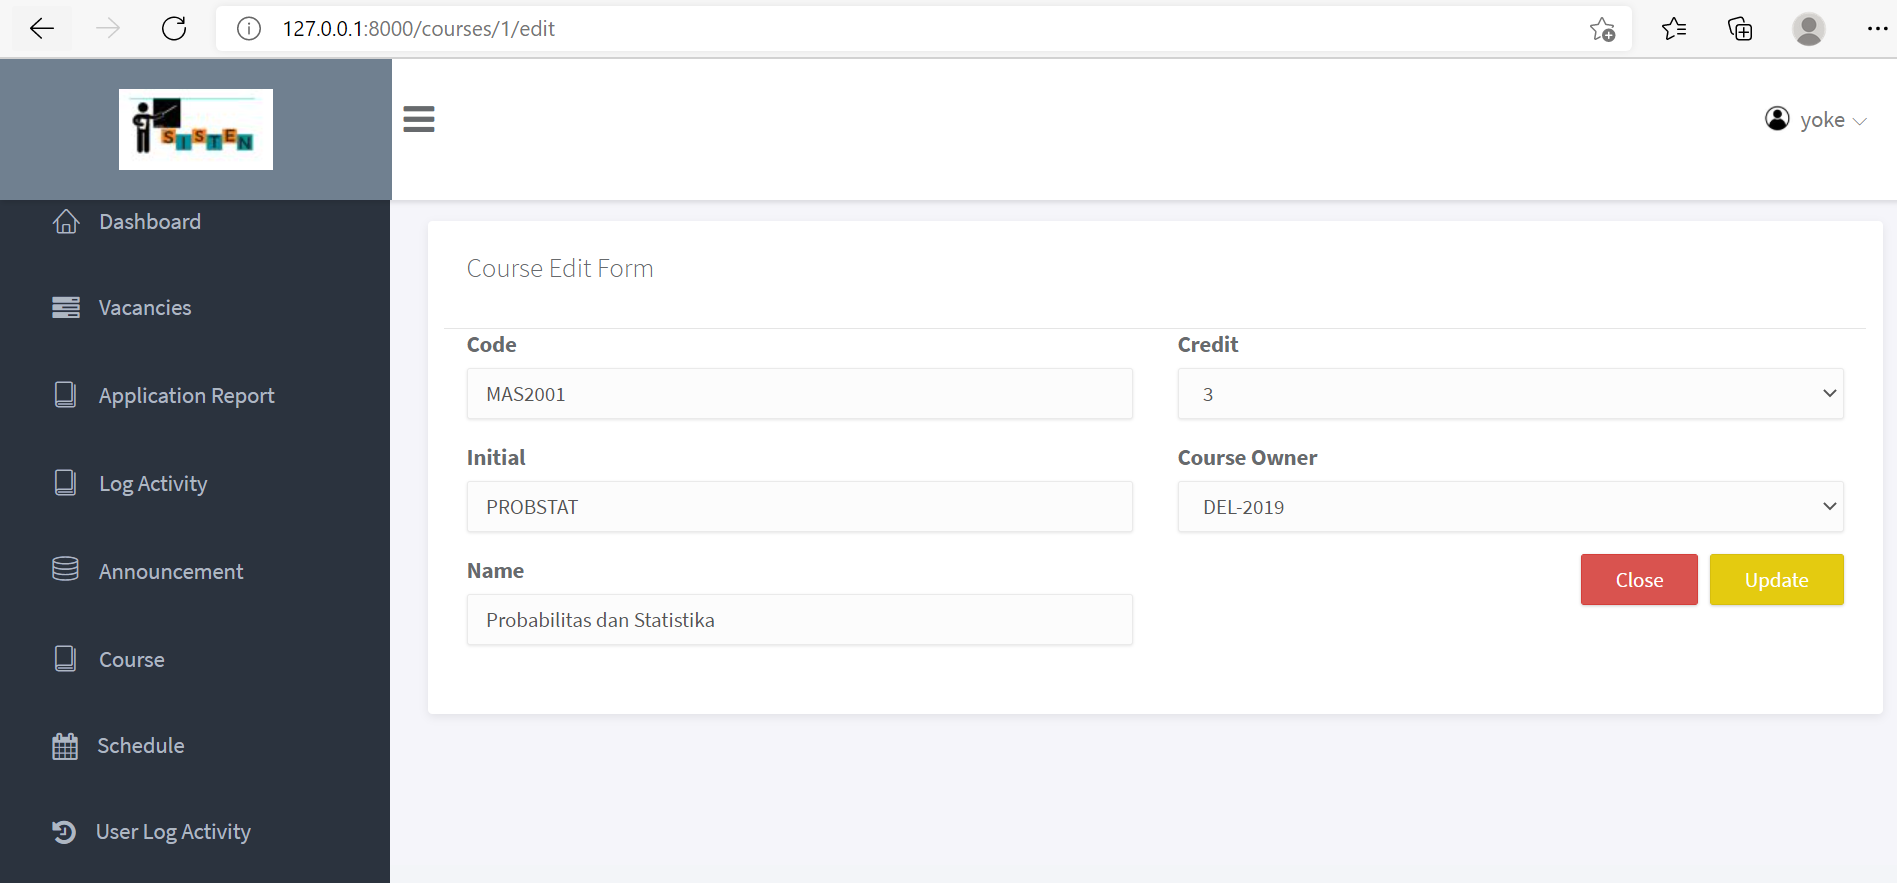 127.0.0.1:8000/courses/1/edit
SISTEN
yoke
Dashboard
Vacancies
Application Report
Log Activity
Announcement
Course
Schedule
User Log Activity
Course Edit Form
Code
MAS2001
Initial
PROBSTAT
Name
Probabilitas dan Statistika
Credit
3
Course Owner
DEL-2019
Close
Update